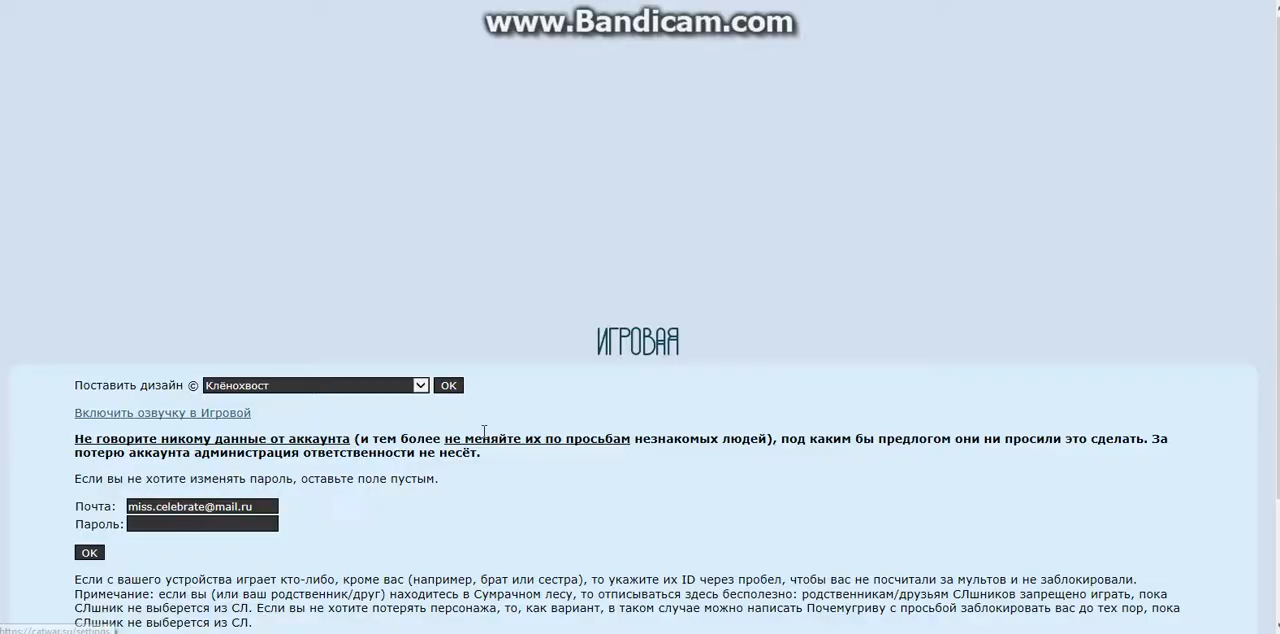 www.Bandicam.com
ИГРОВАЯ
Поставить дизайн © Клёнохвост OK
Включить озвучку в Игровой
Не говорите никому данные от аккаунта (и тем более не меняйте их по просьбам незнакомых людей), под каким бы предлогом они ни просили это сделать. За
потерю аккаунта администрация ответственности не несёт.
Если вы не хотите изменять пароль, оставьте поле пустым.
Почта: miss.celebrate@mail.ru
Пароль:
OK
Если с вашего устройства играет кто-либо, кроме вас (например, брат или сестра), то укажите их ID через пробел, чтобы вас не посчитали за мультов и не заблокировали.
Примечание: если вы (или ваш родственник/друг) находитесь в Сумрачном лесу, то отписываться здесь бесполезно: родственникам/друзьям СЛшников запрещено играть, пока
СЛшник не выберется из СЛ. Если вы не хотите потерять персонажа, то, как вариант, в таком случае можно написать Почемугриву с просьбой заблокировать вас до тех пор, пока
СЛшник не выберется из СЛ.
https://catwar.su/settings